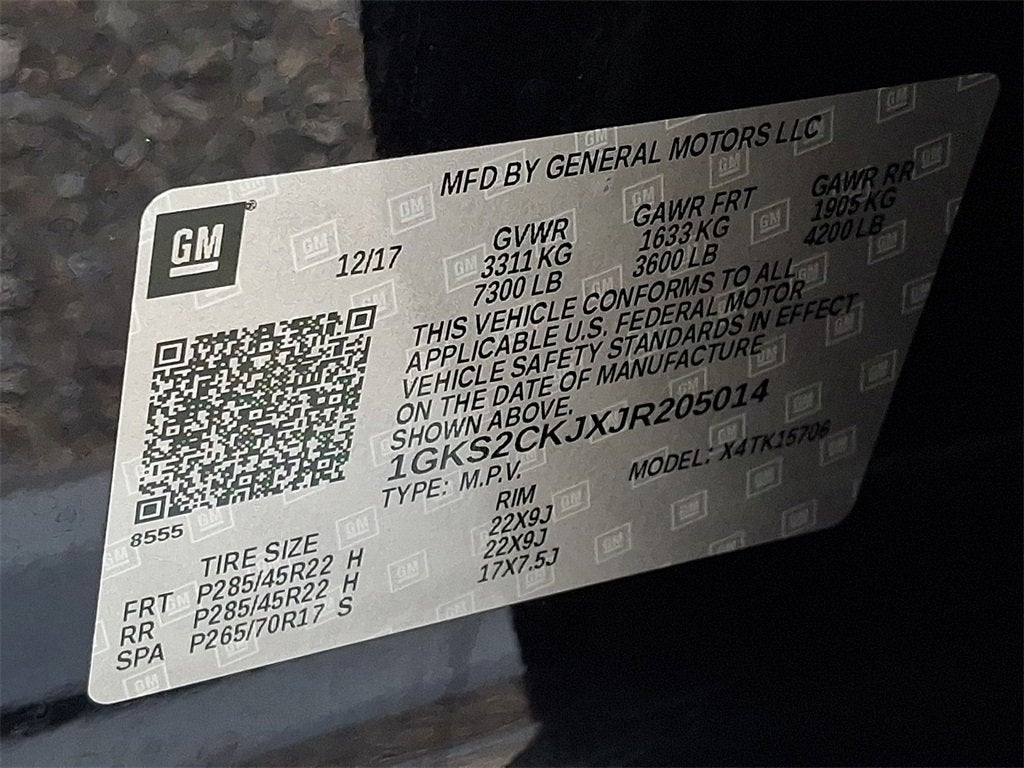 MFD BY GENERAL MOTORS LLC
GM
12/17
GVWR GAWR FRT GAWR RR
3311 KG 1633 KG 1905 KG
7300 LB 3600 LB 4200 LB
THIS VEHICLE CONFORMS TO ALL
APPLICABLE U.S. FEDERAL MOTOR
VEHICLE SAFETY STANDARDS IN EFFECT
ON THE DATE OF MANUFACTURE
SHOWN ABOVE.
1GKS2CKJXJR205014
TYPE: M.P.V. MODEL: X4TK15706
8555
TIRE SIZE RIM
FRT P285/45R22 H 22X9J
RR P285/45R22 H 22X9J
SPA P265/70R17 S 17X7.5J